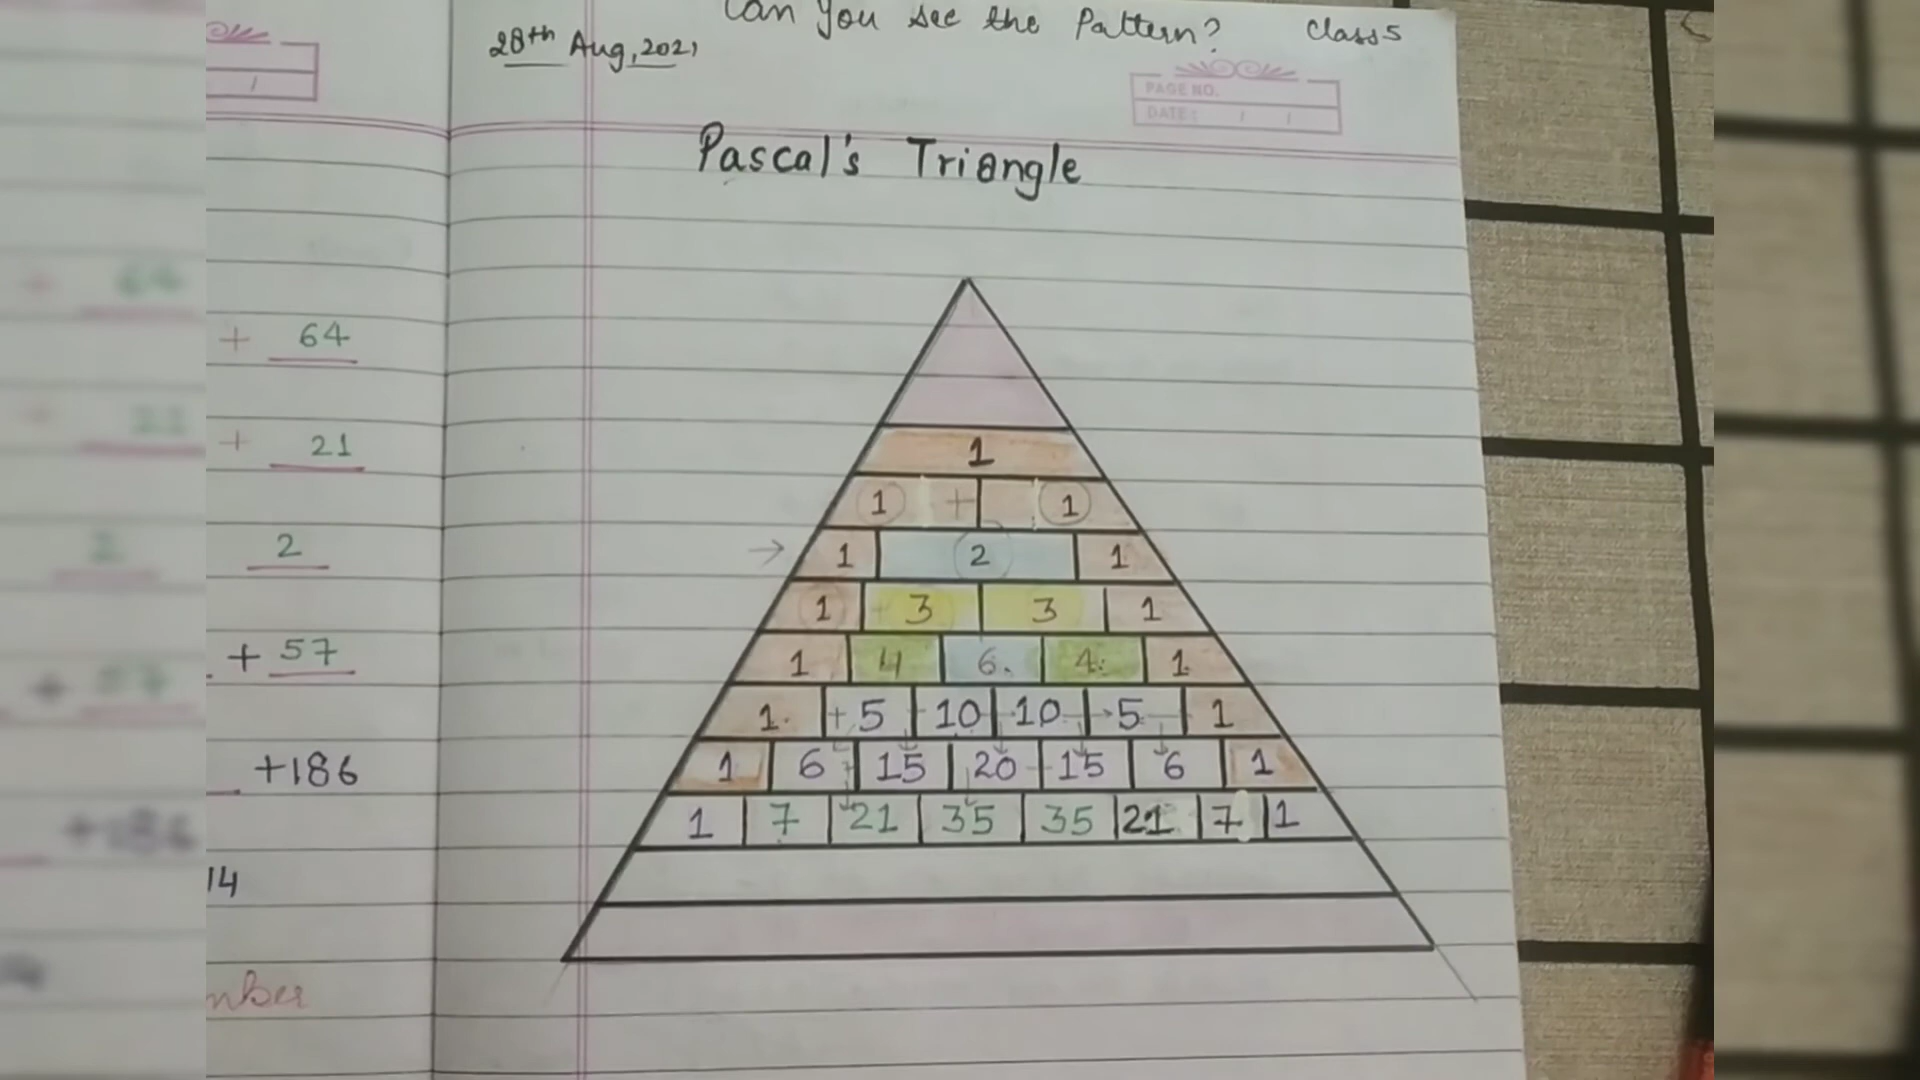 Can you see the Pattern? Class 5
28th Aug, 2021
PAGE NO.
DATE: / /
Pascal's Triangle
1
1 + 1
→ 1 2 1
1 3 3 1
1 4 6. 4. 1
1. + 5 10 10 5 1
1 6 15 20 15 6 1
1 7 21 35 35 21 7 1
+ 64
+ 21
2
+ 57
+186
14